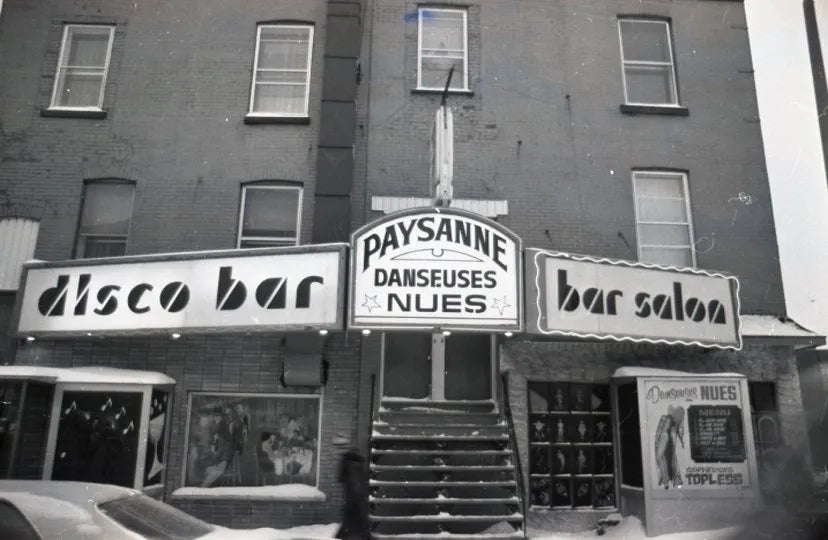 PAYSANNE
DANSEUSES
NUES
disco bar
bar salon
Danseuses NUES
MENU
SERVEUSES
TOPLESS